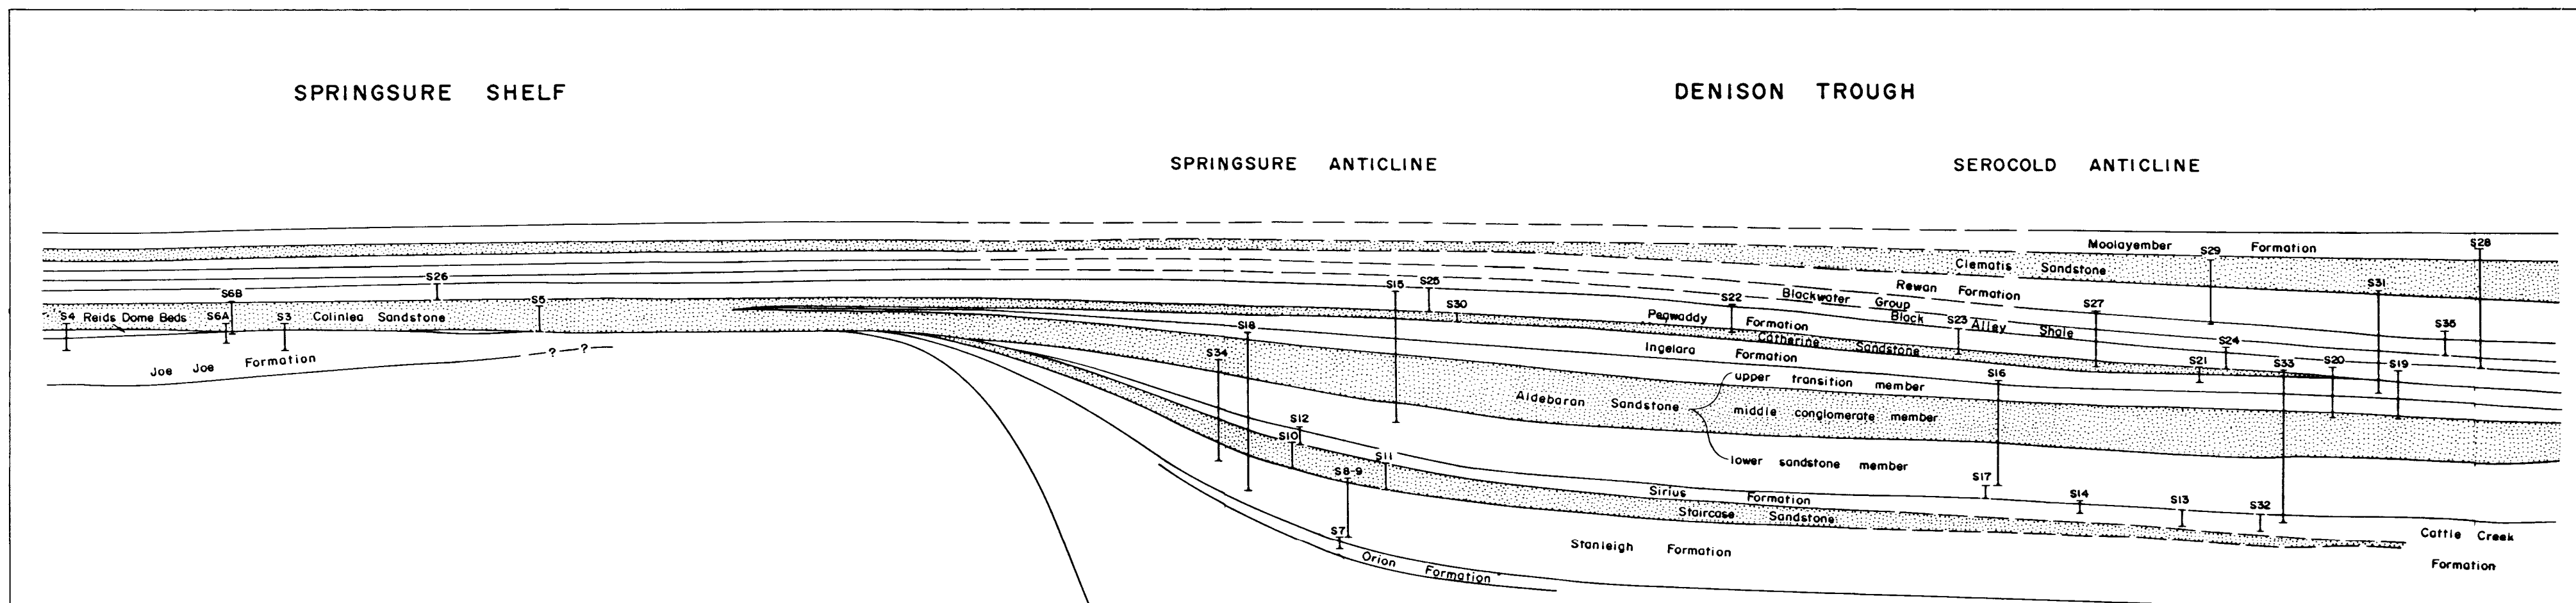 SPRINGSURE SHELF
DENISON TROUGH
SPRINGSURE ANTICLINE
SEROCOLD ANTICLINE
Moolayember Formation
S29
S28
Clematis Sandstone
S26
S15
S25
Rewan Formation
S31
S6B
S5
S30
S22
Blackwater Group
S27
S4
Reids Dome Beds
S6A
S3
Colinlea Sandstone
Peawaddy Formation
S23
Black Alley Shale
S35
S18
Catherine Sandstone
S34
Ingelara Formation
S24
S21
S33
S20
S19
Joe Joe Formation
? ?
upper transition member
S16
Aldebaran Sandstone
middle conglomerate member
S12
S10
S11
lower sandstone member
S8-9
S17
Sirius Formation
S14
S13
S32
Staircase Sandstone
S7
Stanleigh Formation
Cattle Creek
Formation
Orion Formation